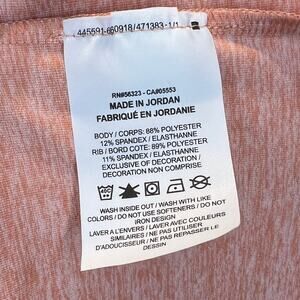 445591-660918/471383-1/1
RN#56323 - CA#05553
MADE IN JORDAN
FABRIQUÉ EN JORDANIE
BODY / CORPS: 88% POLYESTER
12% SPANDEX / ELASTHANNE
RIB / BORD COTE: 89% POLYESTER
11% SPANDEX / ELASTHANNE
EXCLUSIVE OF DECORATION /
DECORATION NON COMPRISE
WASH INSIDE OUT / WASH WITH LIKE
COLORS / DO NOT USE SOFTENERS / DO NOT
IRON DESIGN
LAVER A L'ENVERS / LAVER AVEC COULEURS
SIMILAIRES / NE PAS UTILISER
D'ADOUCISSEUR / NE PAS REPASSER LE
DESSIN